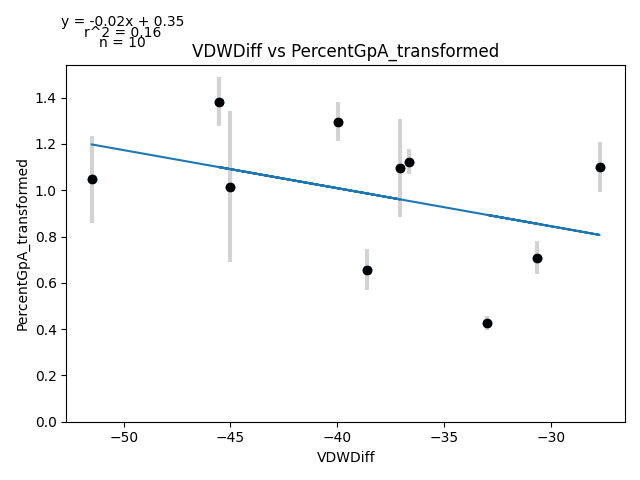 y = -0.02x + 0.35
r^2 = 0.16
n = 10
VDWDiff vs PercentGpA_transformed
1.4
1.2
1.0
0.8
0.6
0.4
0.2
0.0
PercentGpA_transformed
−50
−45
−40
−35
−30
VDWDiff